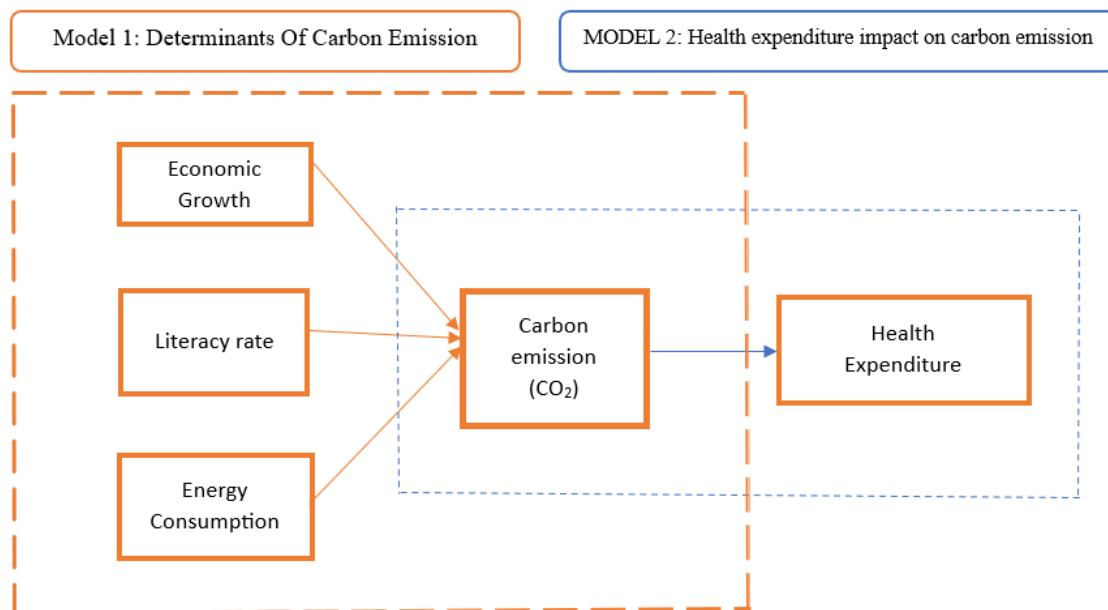 Model 1: Determinants Of Carbon Emission
MODEL 2: Health expenditure impact on carbon emission
Economic
Growth
Literacy rate
Energy
Consumption
Carbon
emission
(CO₂)
Health
Expenditure